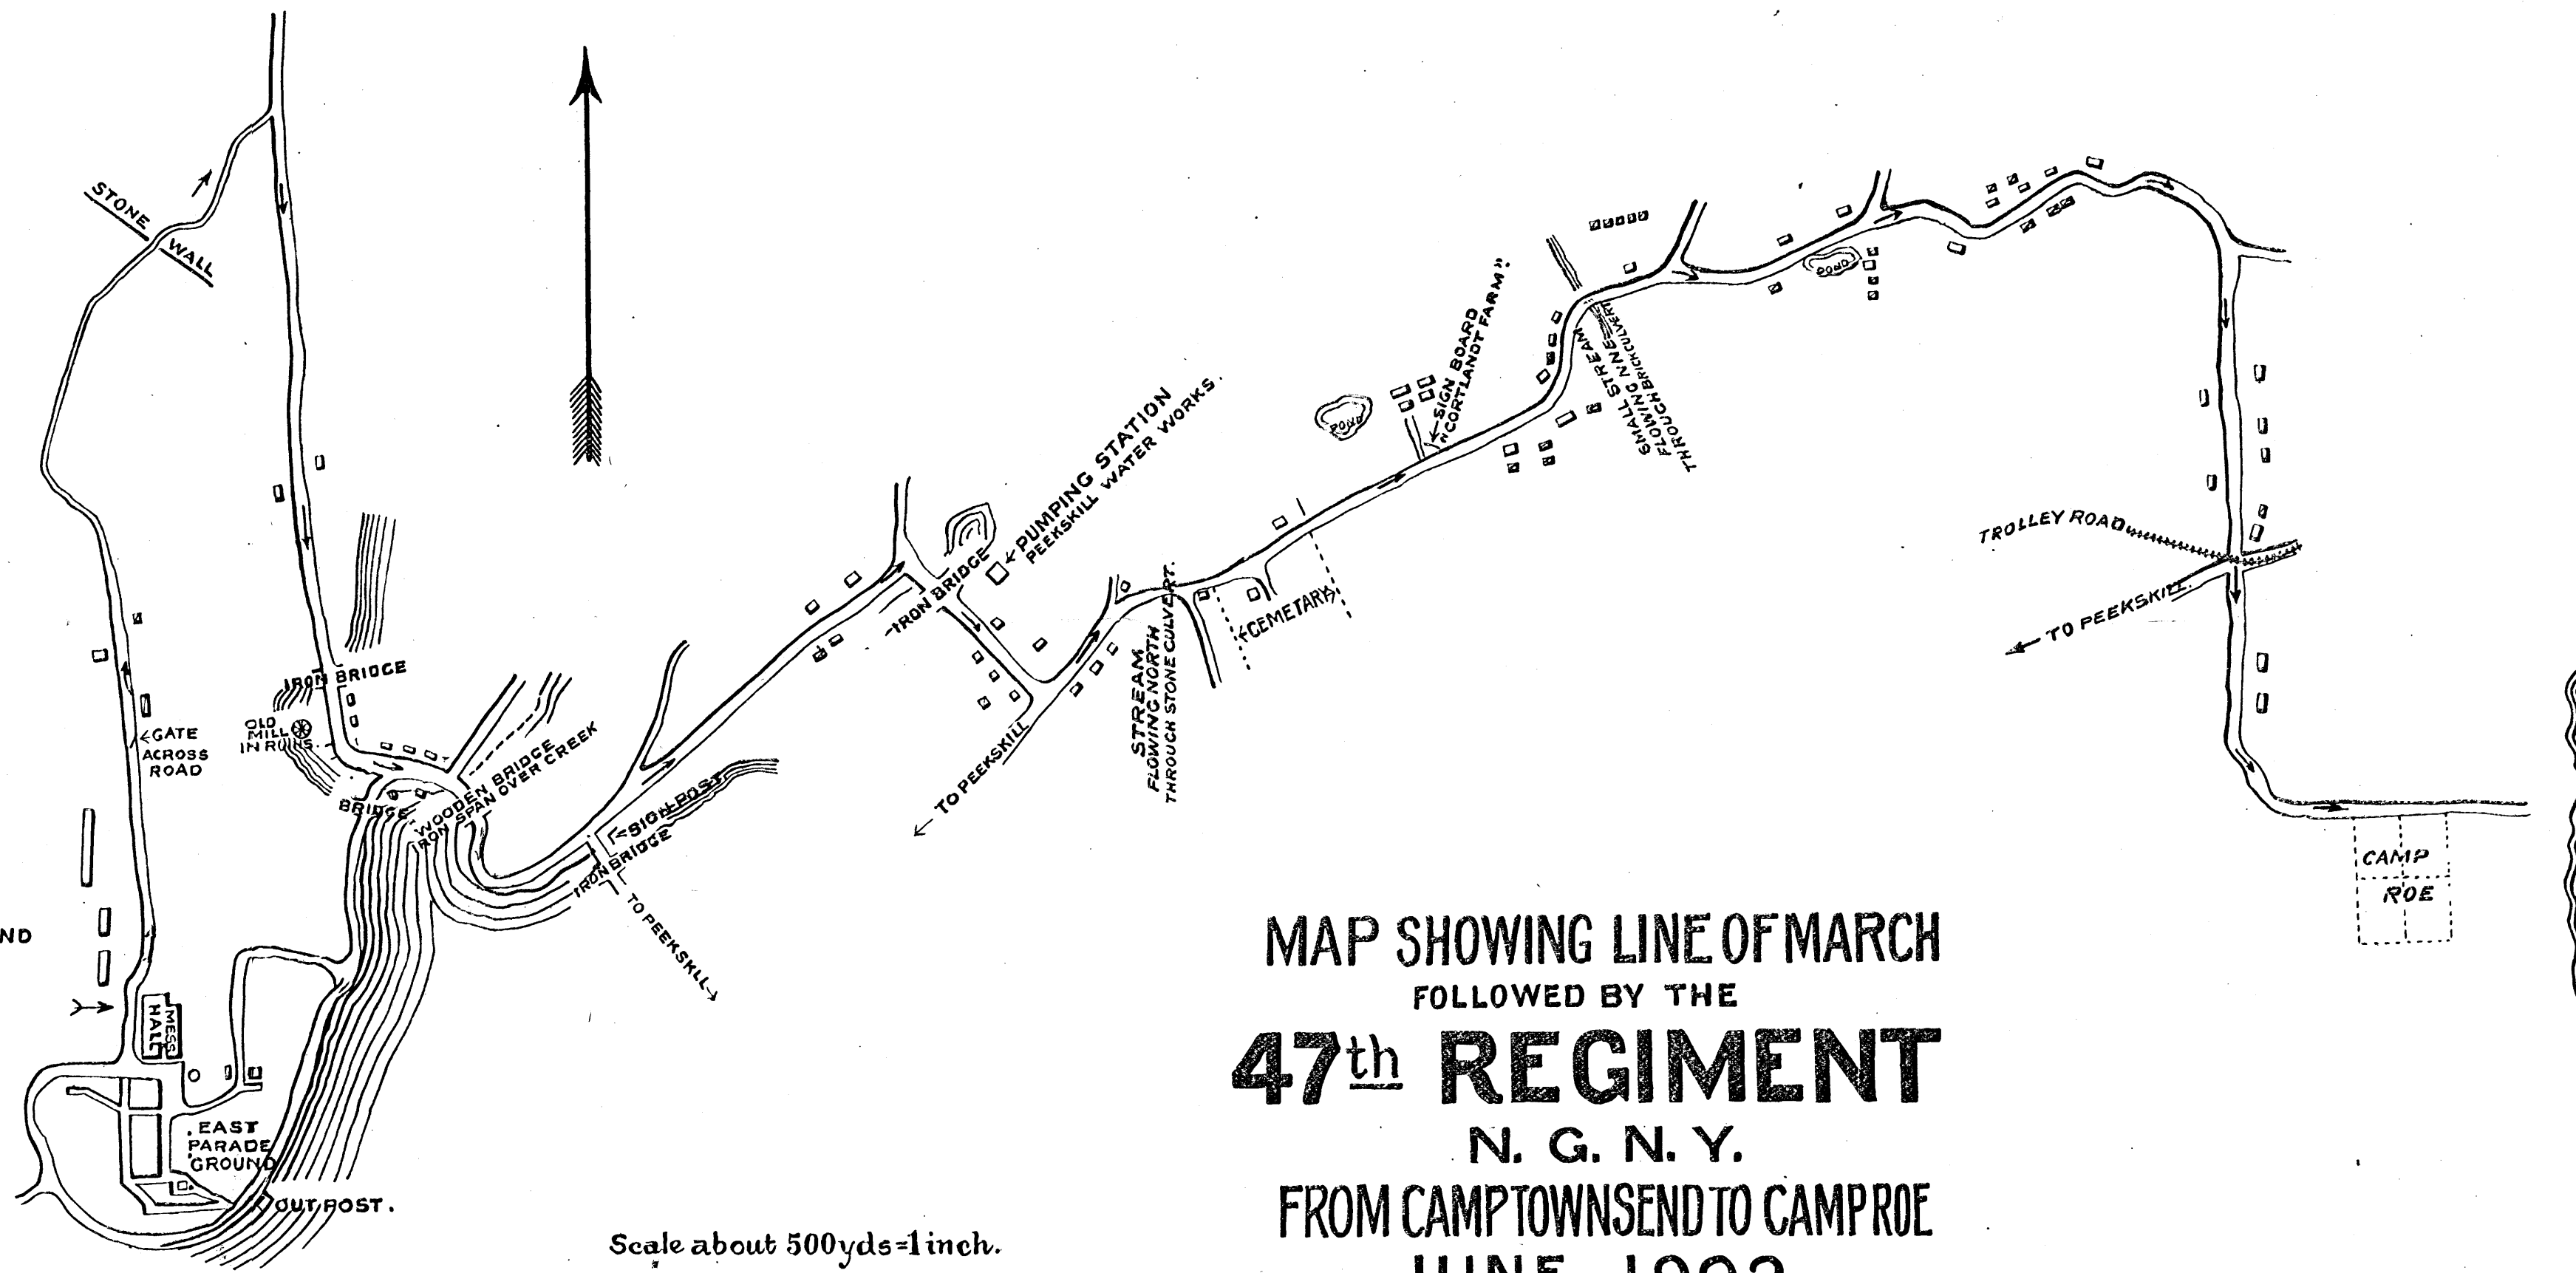 STONE
WALL
IRON BRIDGE
OLD
MILL
IN RUINS.
GATE
ACROSS
ROAD
BRIDGE
WOODEN BRIDGE
IRON SPAN OVER CREEK
SIGN POST
IRON BRIDGE
TO PEEKSKLL
ND
MESS
HALL
EAST
PARADE
GROUND
OUT POST.
IRON BRIDGE
PUMPING STATION
PEEKSKILL WATER WORKS.
TO PEEKSKILL
STREAM
FLOWING NORTH
THROUGH STONE CULVERT.
CEMETARY
POND
SIGN BOARD
"CORTLANDT FARM".
SMALL STREAM
FLOWING NNE
THROUGH BRICK CULVERT
POND
TROLLEY ROAD
TO PEEKSKILL.
CAMP
ROE
MAP SHOWING LINE OF MARCH
FOLLOWED BY THE
47th REGIMENT
N. G. N. Y.
FROM CAMP TOWNSEND TO CAMP ROE
JUNE
Scale about 500yds=1inch.